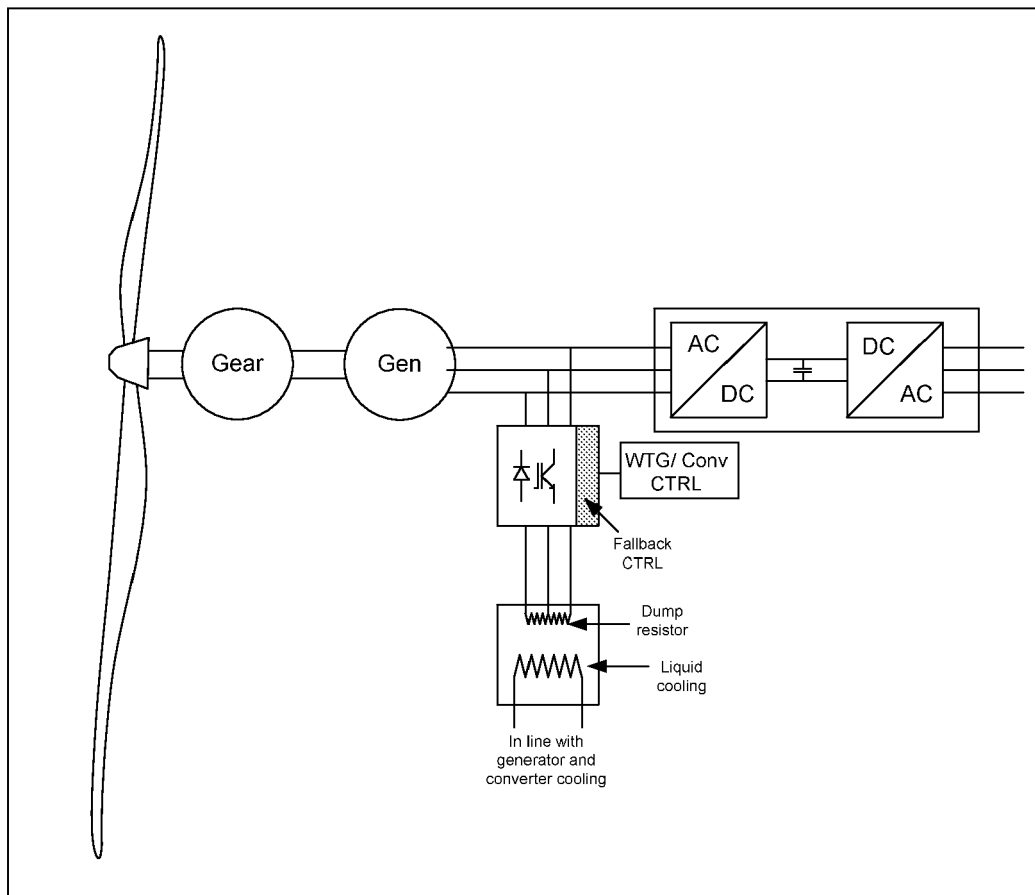 Gear
Gen
AC
DC
DC
AC
WTG/ Conv
CTRL
Fallback
CTRL
Dump
resistor
Liquid
cooling
In line with
generator and
converter cooling